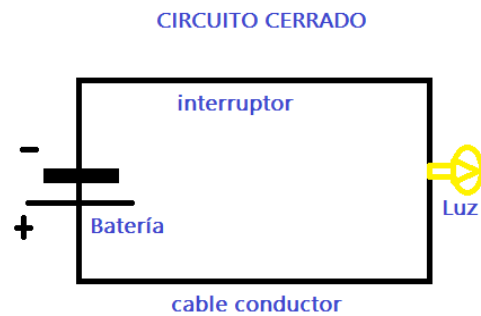 CIRCUITO CERRADO
interruptor
-
+
Batería
Luz
cable conductor